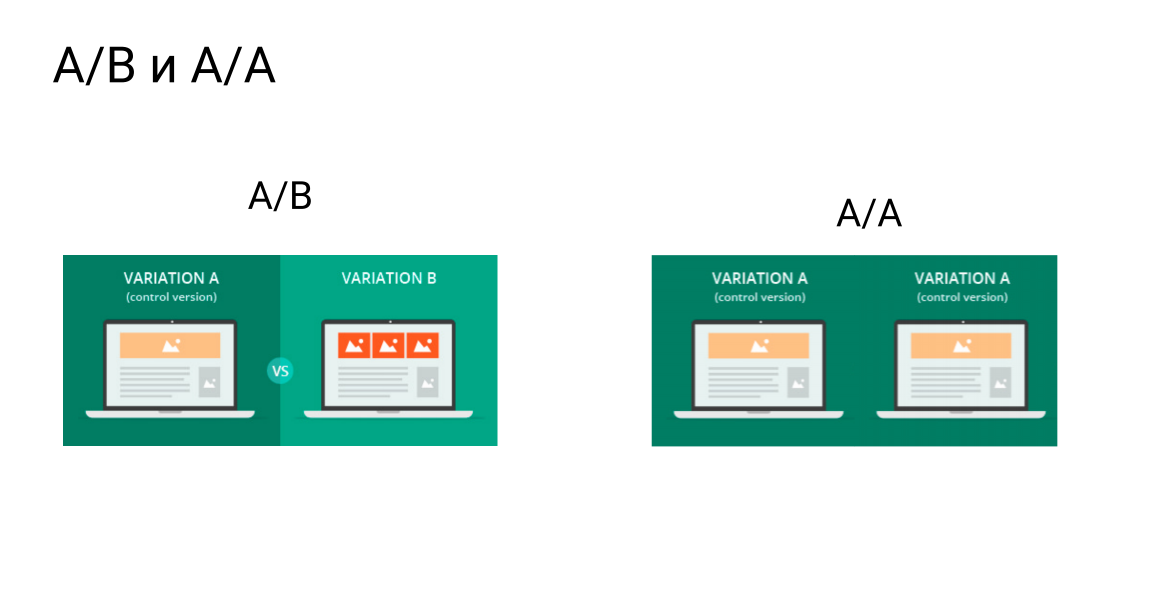 А/B и А/А
A/B
VARIATION A
(control version)
VS
VARIATION B
A/A
VARIATION A
(control version)
VARIATION A
(control version)